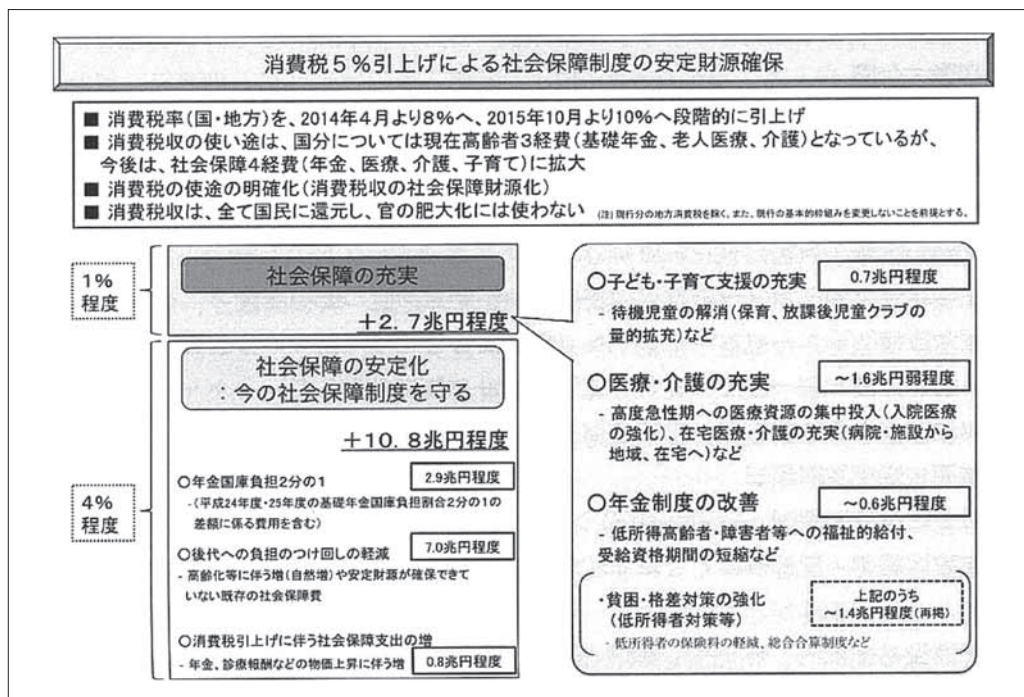 消費税5%引上げによる社会保障制度の安定財源確保
■ 消費税率(国・地方)を、2014年4月より8%へ、2015年10月より10%へ段階的に引上げ
■ 消費税収の使い途は、国分については現在高齢者3経費(基礎年金、老人医療、介護)となっているが、
今後は、社会保障4経費(年金、医療、介護、子育て)に拡大
■ 消費税の使途の明確化(消費税収の社会保障財源化)
■ 消費税収は、全て国民に還元し、官の肥大化には使わない (注)現行分の地方消費税を除く。また、現行の基本的枠組みを変更しないことを前提とする。
1%
程度
社会保障の充実
+2.7兆円程度
4%
程度
社会保障の安定化
:今の社会保障制度を守る
+10.8兆円程度
○年金国庫負担2分の1 2.9兆円程度
-(平成24年度・25年度の基礎年金国庫負担割合2分の1の
差額に係る費用を含む)
○後代への負担のつけ回しの軽減 7.0兆円程度
- 高齢化等に伴う増(自然増)や安定財源が確保できて
いない既存の社会保障費
○消費税引上げに伴う社会保障支出の増
- 年金、診療報酬などの物価上昇に伴う増 0.8兆円程度
○子ども・子育て支援の充実 0.7兆円程度
- 待機児童の解消(保育、放課後児童クラブの
量的拡充)など
○医療・介護の充実 ~1.6兆円弱程度
- 高度急性期への医療資源の集中投入(入院医療
の強化)、在宅医療・介護の充実(病院・施設から
地域、在宅へ)など
○年金制度の改善 ~0.6兆円程度
- 低所得高齢者・障害者等への福祉的給付、
受給資格期間の短縮など
・貧困・格差対策の強化
(低所得者対策等)
上記のうち
~1.4兆円程度(再掲)
- 低所得者の保険料の軽減、総合合算制度など